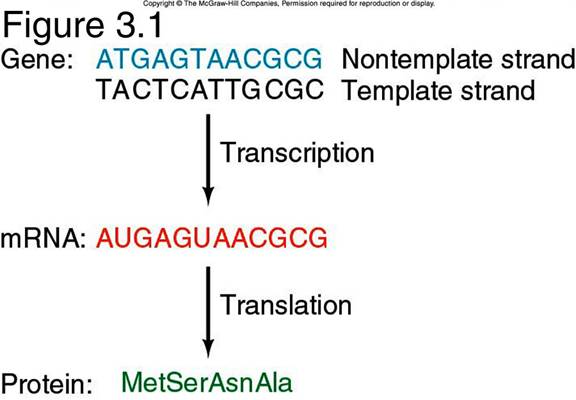 Copyright © The McGraw-Hill Companies, Permission required for reproduction or display.
Figure 3.1
Gene: ATGAGTAACGCG Nontemplate strand
TACTCATTGCGC Template strand
Transcription
mRNA: AUGAGUAACGCG
Translation
Protein: MetSerAsnAla